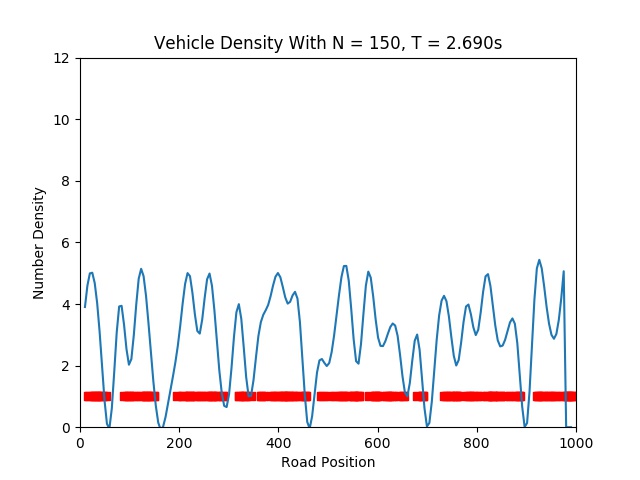 Vehicle Density With N = 150, T = 2.690s
12
10
8
6
4
2
0
Number Density
0 200 400 600 800 1000
Road Position